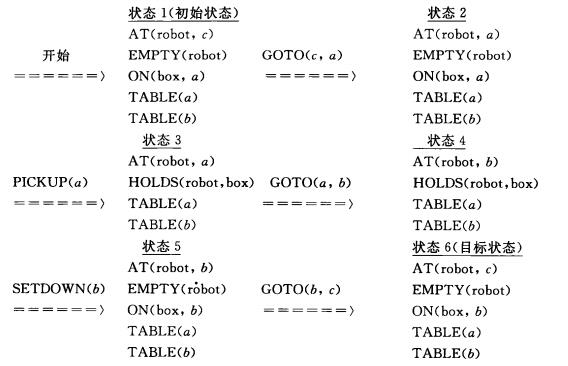 状态 1(初始状态) 状态 2
AT(robot, c) AT(robot, a)
开始 EMPTY(robot) GOTO(c, a) EMPTY(robot)
======⟩ ON(box, a) ======⟩ ON(box, a)
TABLE(a) TABLE(a)
TABLE(b) TABLE(b)
状态 3 状态 4
AT(robot, a) AT(robot, b)
PICKUP(a) HOLDS(robot,box) GOTO(a, b) HOLDS(robot,box)
======⟩ TABLE(a) ======⟩ TABLE(a)
TABLE(b) TABLE(b)
状态 5 状态 6(目标状态)
AT(robot, b) AT(robot, c)
SETDOWN(b) EMPTY(robot) GOTO(b, c) EMPTY(robot)
======⟩ ON(box, b) ======⟩ ON(box, b)
TABLE(a) TABLE(a)
TABLE(b) TABLE(b)